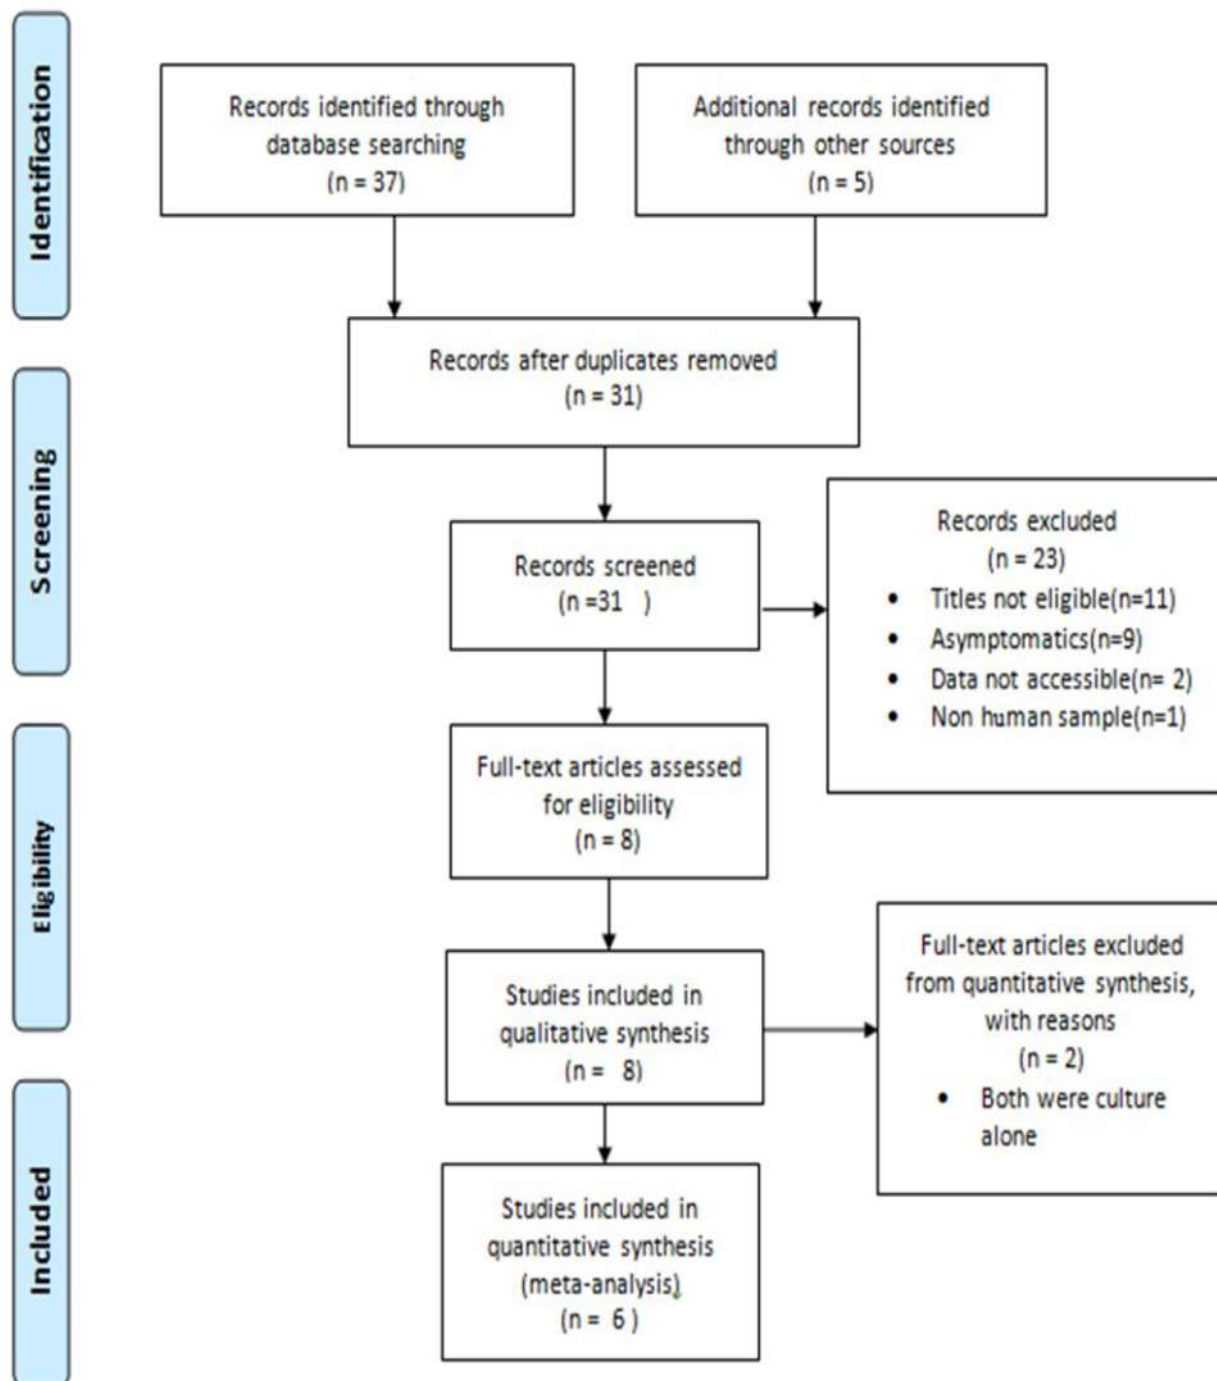 Identification
Records identified through
database searching
(n = 37)
Additional records identified
through other sources
(n = 5)
Records after duplicates removed
(n = 31)
Screening
Records screened
(n =31   )
Records excluded
(n = 23)
• Titles not eligible(n=11)
• Asymptomatics(n=9)
• Data not accessible(n= 2)
• Non human sample(n=1)
Eligibility
Full-text articles assessed
for eligibility
(n = 8)
Studies included in
qualitative synthesis
(n =  8)
Full-text articles excluded
from quantitative synthesis,
with reasons
(n = 2)
• Both were culture
alone
Included
Studies included in
quantitative synthesis
(meta-analysis)
(n =  6 )